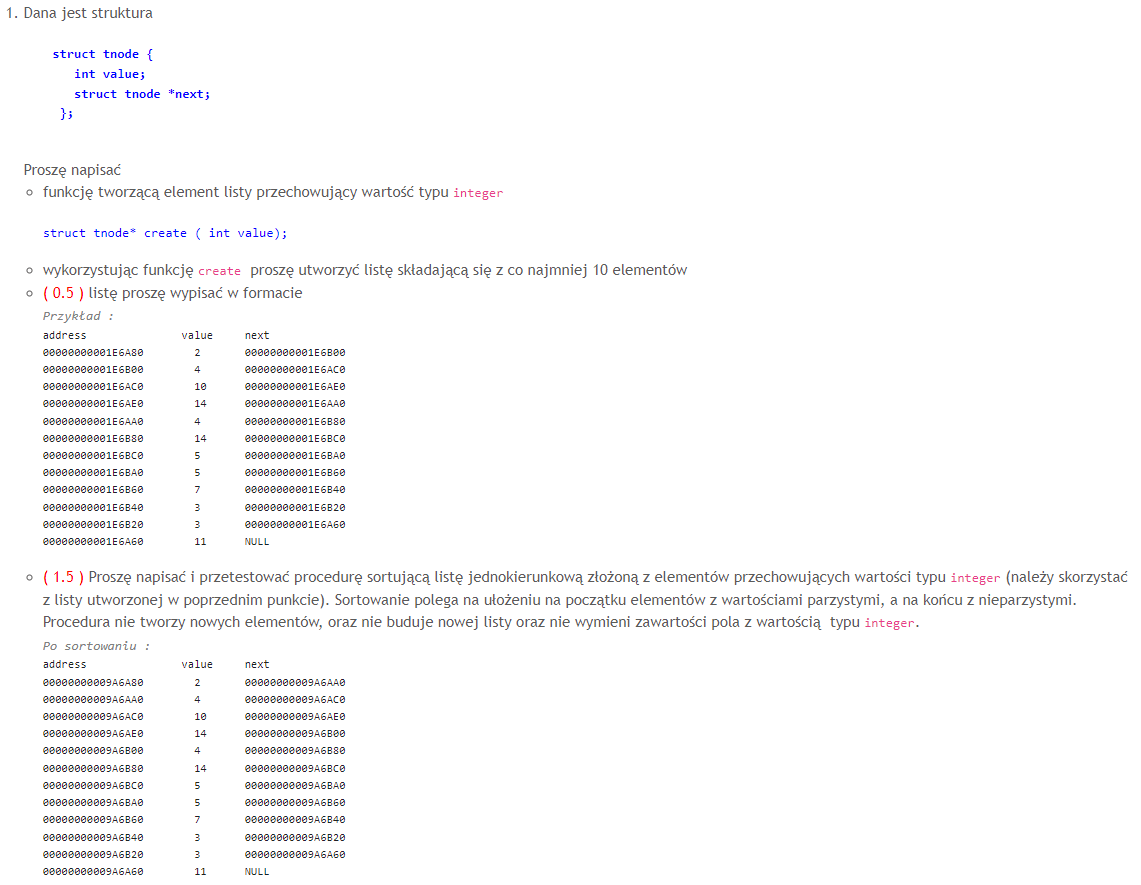 1. Dana jest struktura
struct tnode {
int value;
struct tnode *next;
};
Proszę napisać
funkcję tworzącą element listy przechowujący wartość typu integer
struct tnode* create ( int value);
wykorzystując funkcję create proszę utworzyć listę składającą się z co najmniej 10 elementów
( 0.5 ) listę proszę wypisać w formacie
Przykład :
address value next
00000000001E6A80 2 00000000001E6B00
00000000001E6B00 4 00000000001E6AC0
00000000001E6AC0 10 00000000001E6AE0
00000000001E6AE0 14 00000000001E6AA0
00000000001E6AA0 4 00000000001E6B80
00000000001E6B80 14 00000000001E6BC0
00000000001E6BC0 5 00000000001E6BA0
00000000001E6BA0 5 00000000001E6B60
00000000001E6B60 7 00000000001E6B40
00000000001E6B40 3 00000000001E6B20
00000000001E6B20 3 00000000001E6A60
00000000001E6A60 11 NULL
( 1.5 ) Proszę napisać i przetestować procedurę sortującą listę jednokierunkową złożoną z elementów przechowujących wartości typu integer (należy skorzystać
z listy utworzonej w poprzednim punkcie). Sortowanie polega na ułożeniu na początku elementów z wartościami parzystymi, a na końcu z nieparzystymi.
Procedura nie tworzy nowych elementów, oraz nie buduje nowej listy oraz nie wymieni zawartości pola z wartością typu integer.
Po sortowaniu :
address value next
00000000009A6A80 2 00000000009A6AA0
00000000009A6AA0 4 00000000009A6AC0
00000000009A6AC0 10 00000000009A6AE0
00000000009A6AE0 14 00000000009A6B00
00000000009A6B00 4 00000000009A6B80
00000000009A6B80 14 00000000009A6BC0
00000000009A6BC0 5 00000000009A6BA0
00000000009A6BA0 5 00000000009A6B60
00000000009A6B60 7 00000000009A6B40
00000000009A6B40 3 00000000009A6B20
00000000009A6B20 3 00000000009A6A60
00000000009A6A60 11 NULL